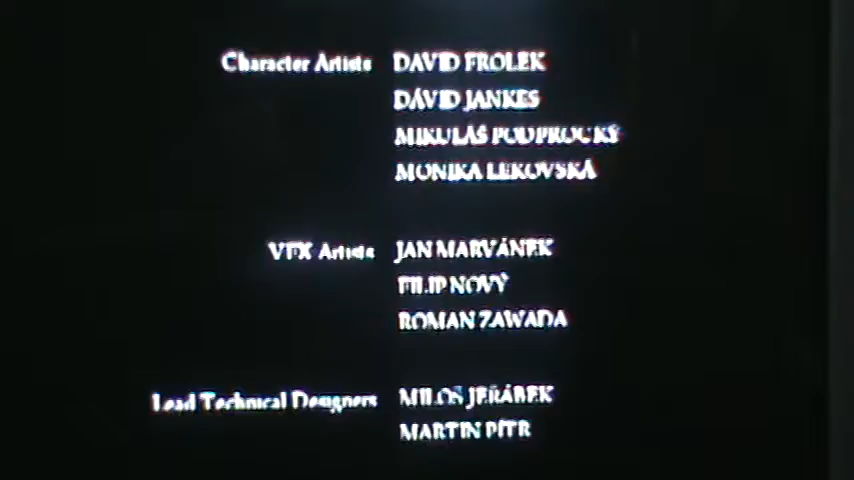 Character Artists DAVID FROLEK
DÁVID JANKES
MIKULÁŠ PODPROCKÝ
MONIKA LEKOVSKÁ
VFX Artists JAN MARVÁNEK
FILIP NOVÝ
ROMAN ZAWADA
Lead Technical Designers MILOŠ JEŘÁBEK
MARTIN PÍTR